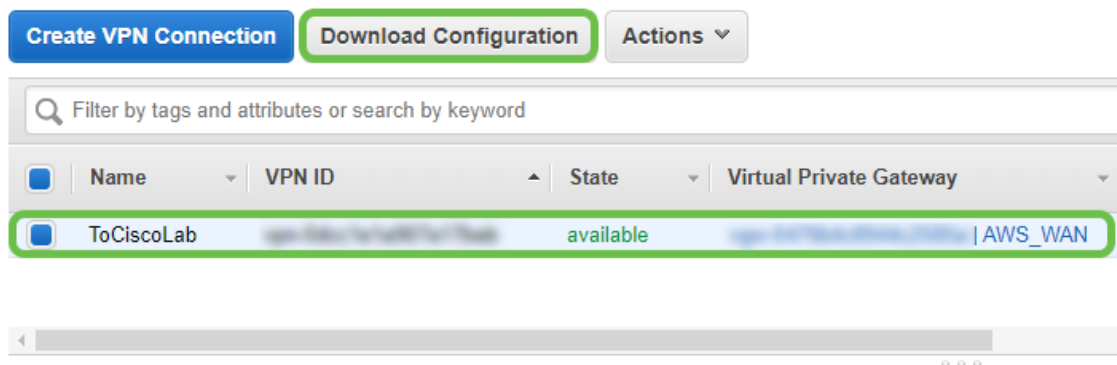 Create VPN Connection Download Configuration Actions
Filter by tags and attributes or search by keyword
Name VPN ID State Virtual Private Gateway
ToCiscoLab available | AWS_WAN